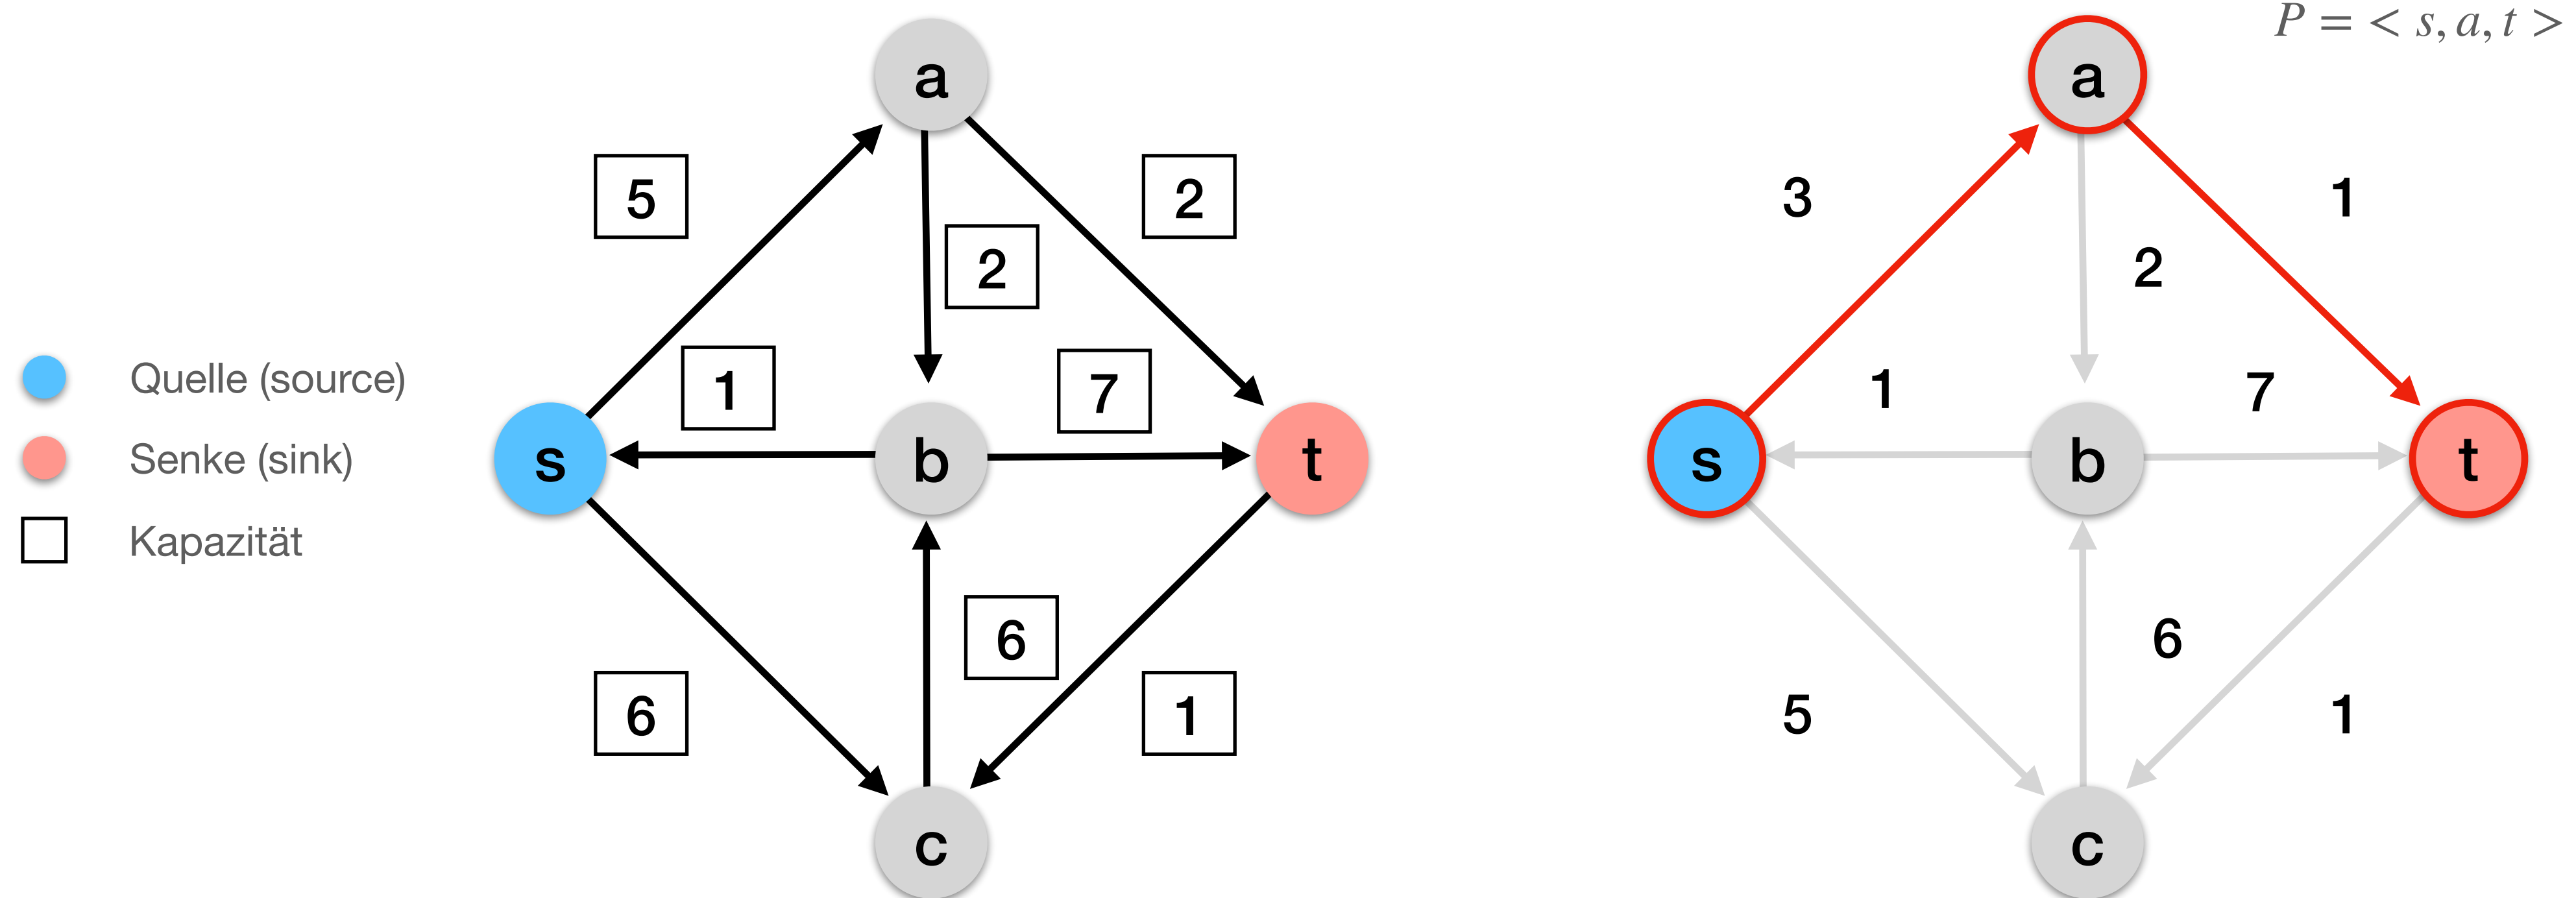 P = < s, a, t >
a
a
5
2
3
1
2
2
Quelle (source)
1
7
1
7
Senke (sink)
s
b
t
s
b
t
Kapazität
6
6
6
1
5
1
c
c